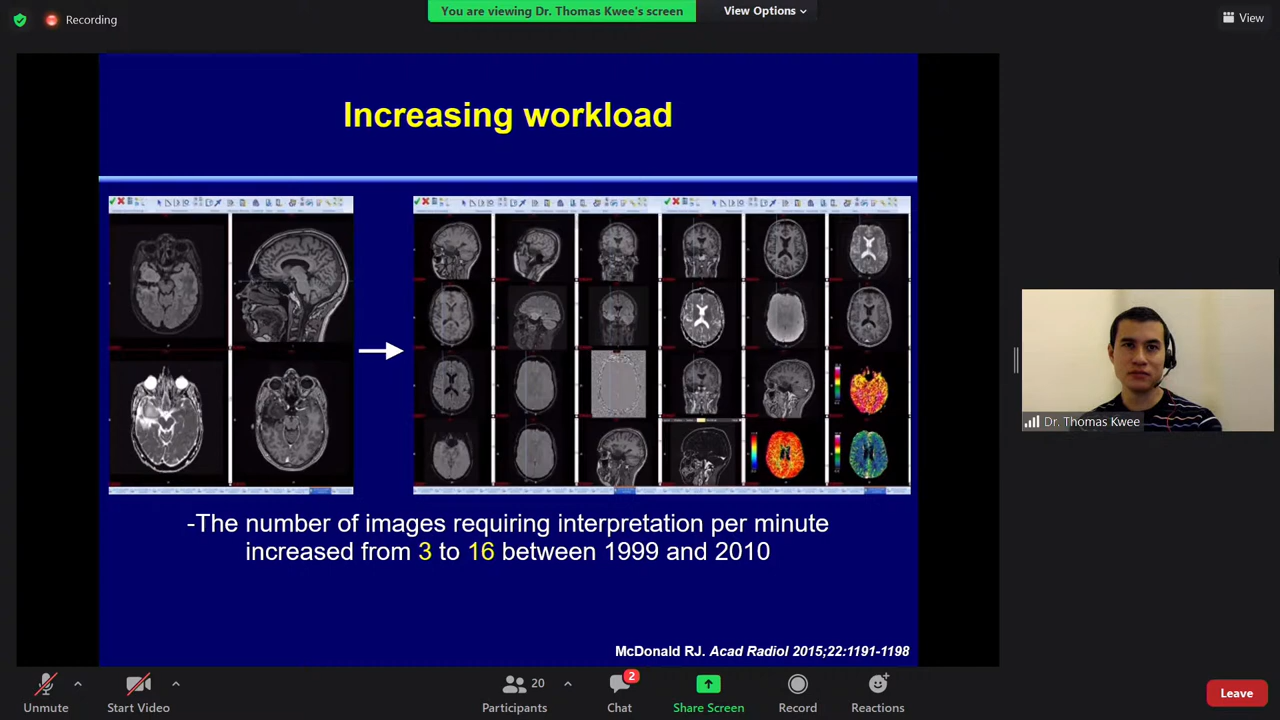 Recording
You are viewing Dr. Thomas Kwee's screen
View Options
View
Increasing workload
-The number of images requiring interpretation per minute
increased from 3 to 16 between 1999 and 2010
McDonald RJ. Acad Radiol 2015;22:1191-1198
Dr. Thomas Kwee
Unmute
Start Video
20
Participants
2
Chat
Share Screen
Record
Reactions
Leave